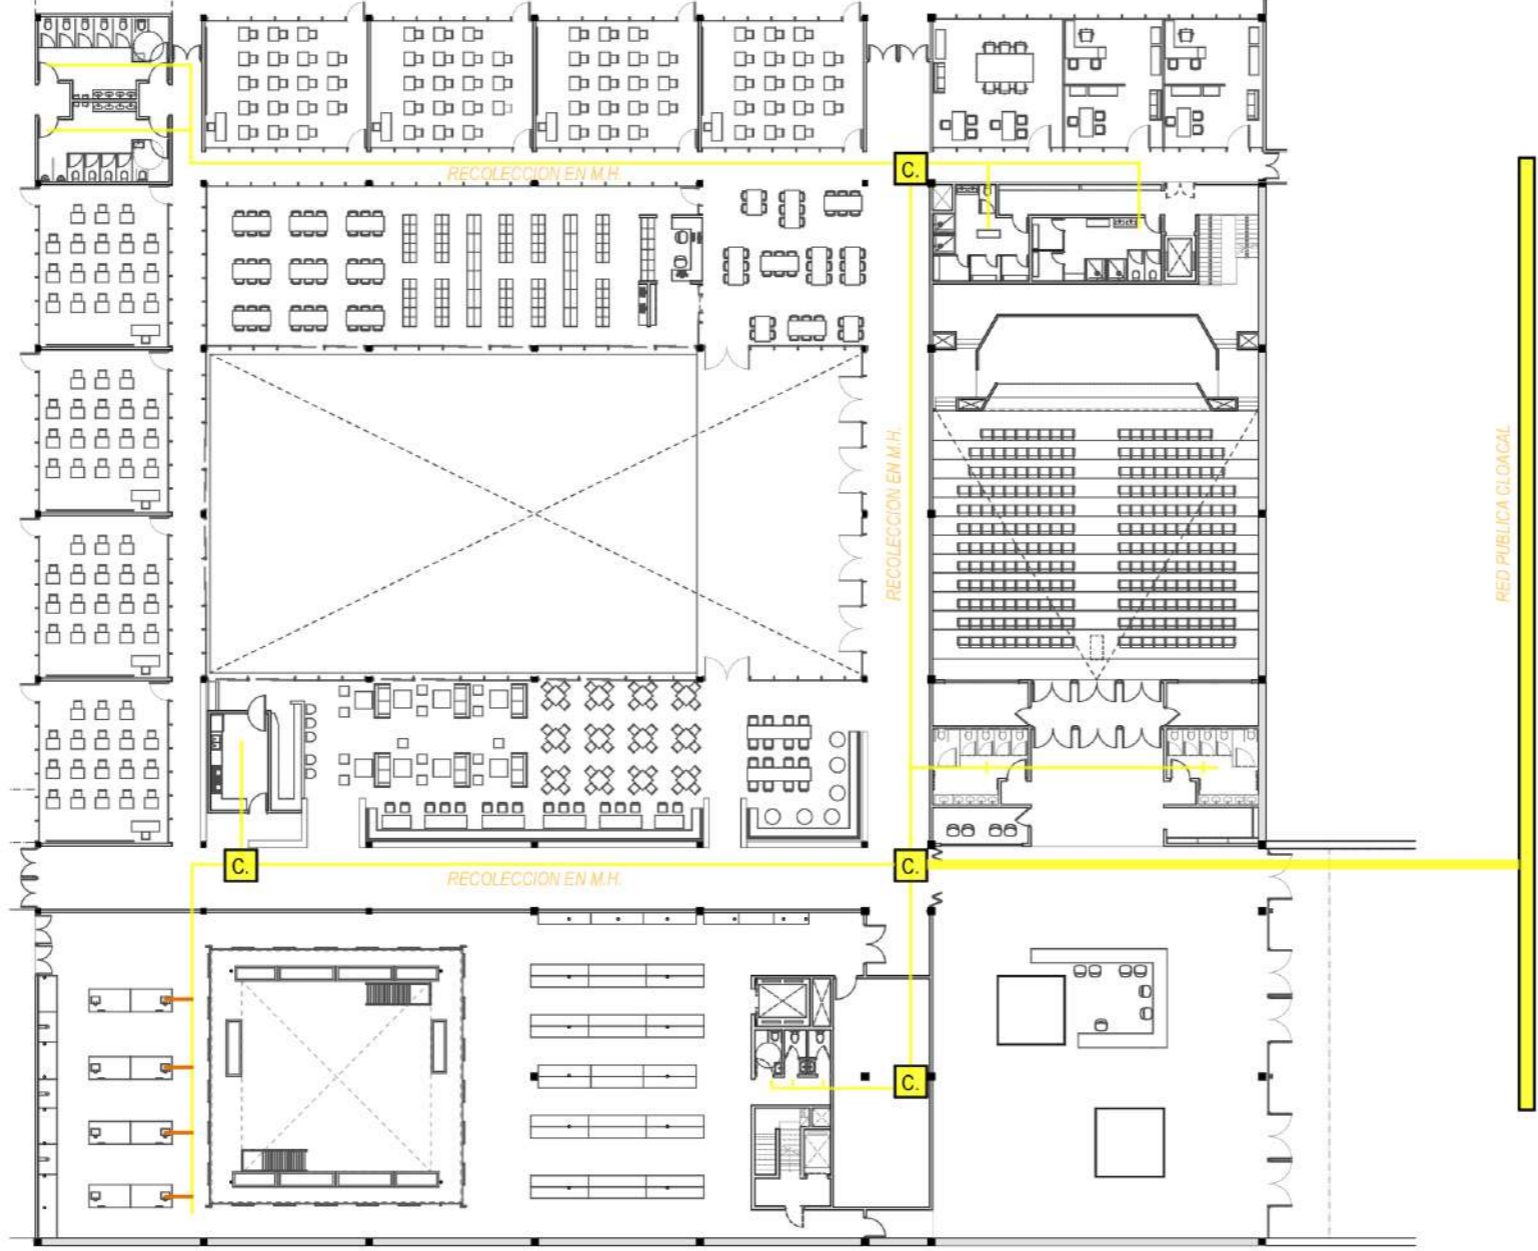 C.
RECOLECCION EN M.H.
RECOLECCION EN M.H.
RED PUBLICA CLOACAL
C.
C.
RECOLECCION EN M.H.
C.